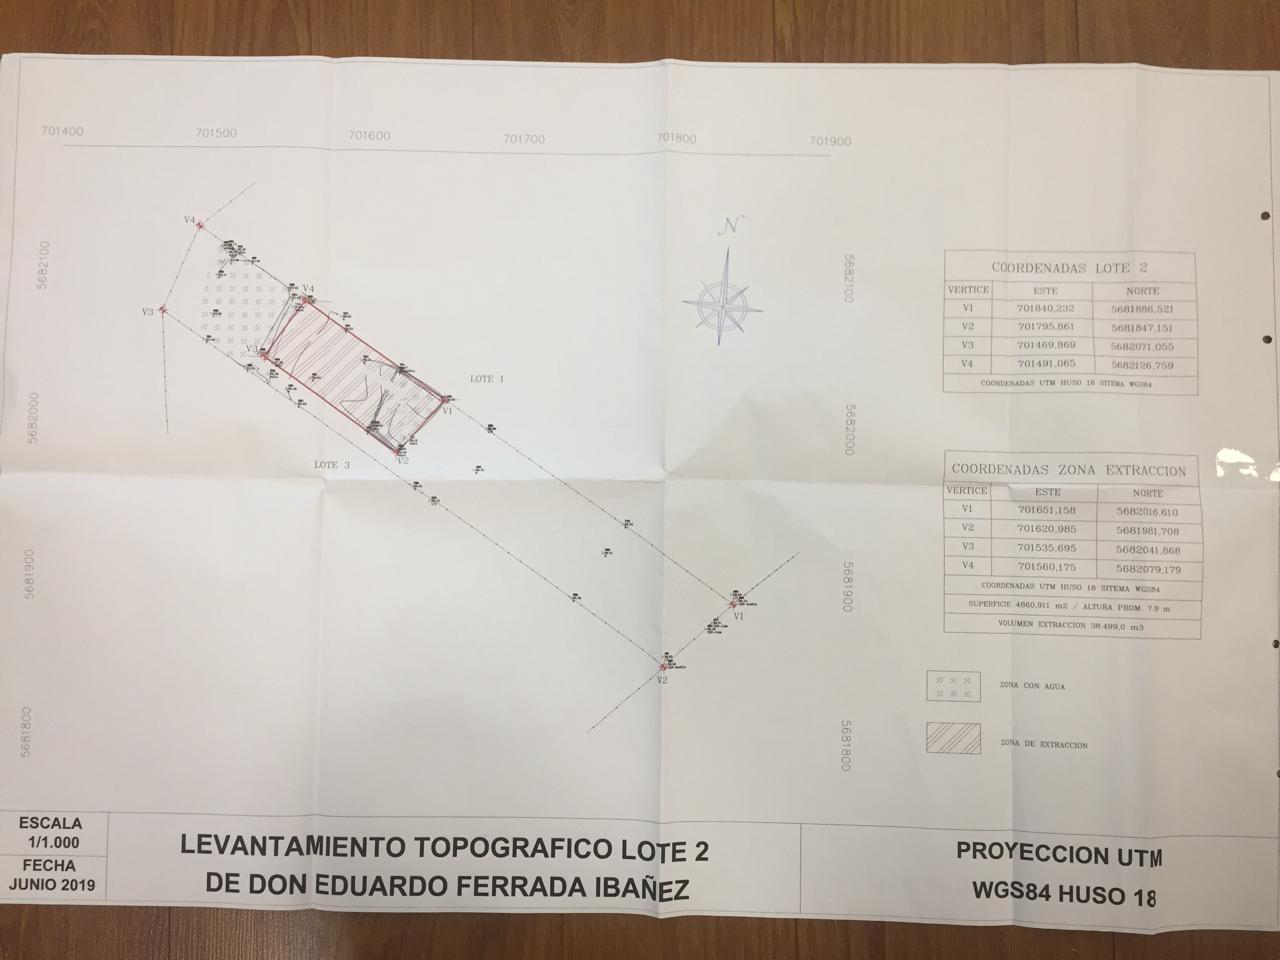 701400 701500 701600 701700 701800 701900
N
V4
5682100
5682100
V4
V3
V3
LOTE 1
V1
5682000
5682000
V2
LOTE 3
5681900
5681900
V1
V2
5681800
5681800
COORDENADAS LOTE 2
VERTICE ESTE NORTE
V1 701840,232 5681886,521
V2 701795,861 5681847,151
V3 701469,869 5682071,055
V4 701491,065 5682126,759
COORDENADAS UTM HUSO 18 SITEMA WGS84
COORDENADAS ZONA EXTRACCION
VERTICE ESTE NORTE
V1 701651,158 5682016,610
V2 701620,985 5681981,708
V3 701535,695 5682041,868
V4 701560,175 5682079,179
COORDENADAS UTM HUSO 18 SITEMA WGS84
SUPERFICIE 4860,911 m2 / ALTURA PROM. 7.9 m
VOLUMEN EXTRACCION 38.499,0 m3
ZONA CON AGUA
ZONA DE EXTRACCION
ESCALA
1/1.000
FECHA
JUNIO 2019
LEVANTAMIENTO TOPOGRAFICO LOTE 2
DE DON EDUARDO FERRADA IBAÑEZ
PROYECCION UTM
WGS84 HUSO 18